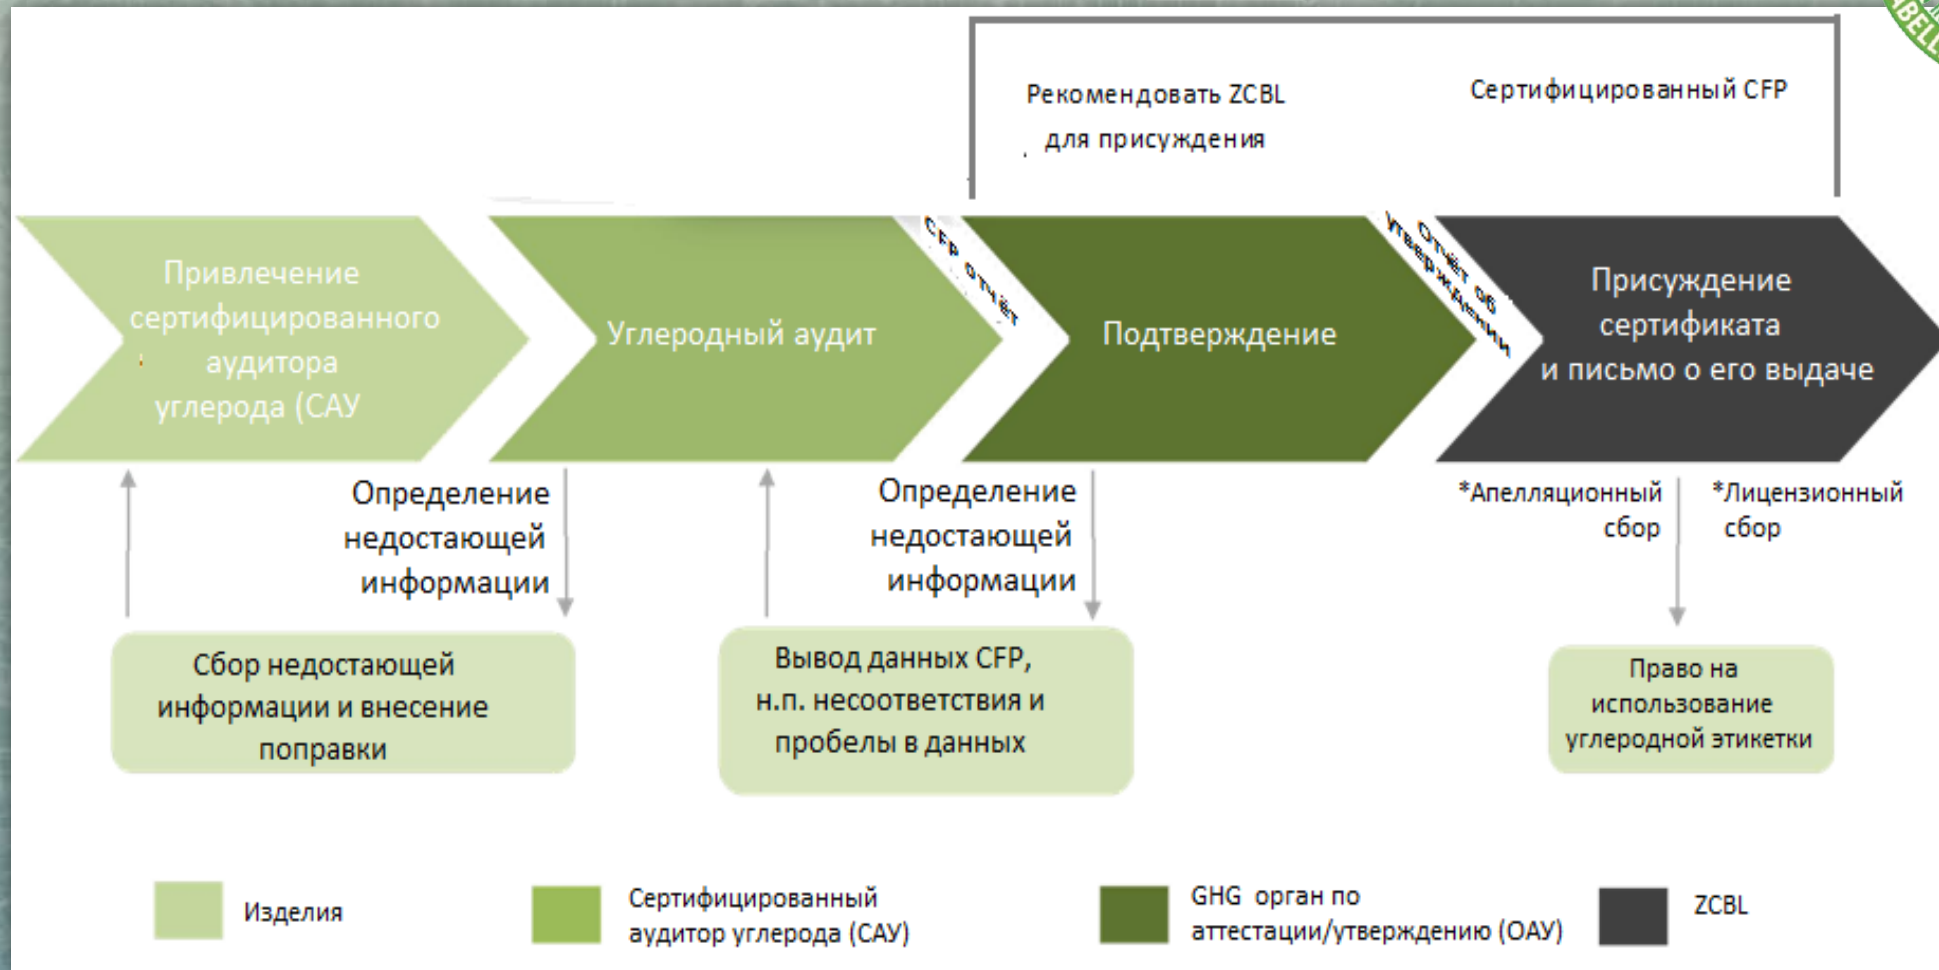 Рекомендовать ZCBL
для присуждения
Сертифицированный CFP
Привлечение
сертифицированного
аудитора
углерода (САУ
Углеродный аудит
CFP отчёт
Подтверждение
Отчёт об
утверждении
Присуждение
сертификата
и письмо о его выдаче
Определение
недостающей
информации
Определение
недостающей
информации
*Апелляционный
сбор
*Лицензионный
сбор
Сбор недостающей
информации и внесение
поправки
Вывод данных CFP,
н.п. несоответствия и
пробелы в данных
Право на
использование
углеродной этикетки
Изделия
Сертифицированный
аудитор углерода (САУ)
GHG орган по
аттестации/утверждению (ОАУ)
ZCBL